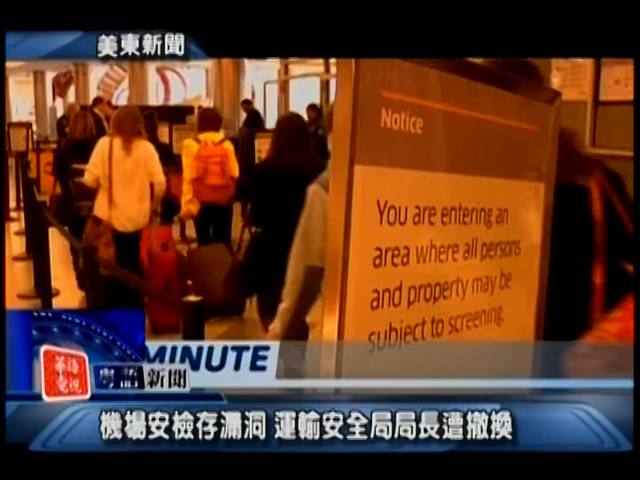 美東新聞
Notice
You are entering an
area where all persons
and property may be
subject to screening.
MINUTE
粵語新聞
機場安檢存漏洞 運輸安全局局長遭撤換